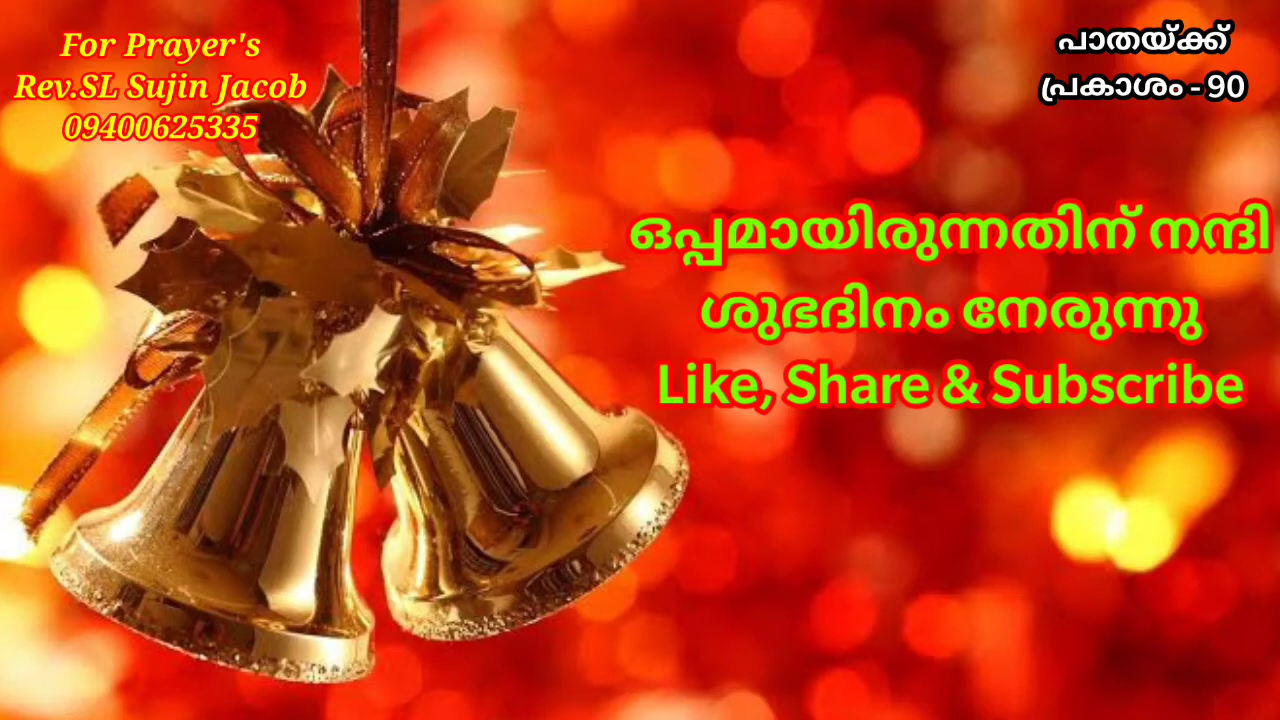 For Prayer's
Rev.SL Sujin Jacob
09400625335
പാതയ്ക്ക്
പ്രകാശം - 90
ഒപ്പമായിരുന്നതിന് നന്ദി
ശുഭദിനം നേരുന്നു
Like, Share & Subscribe